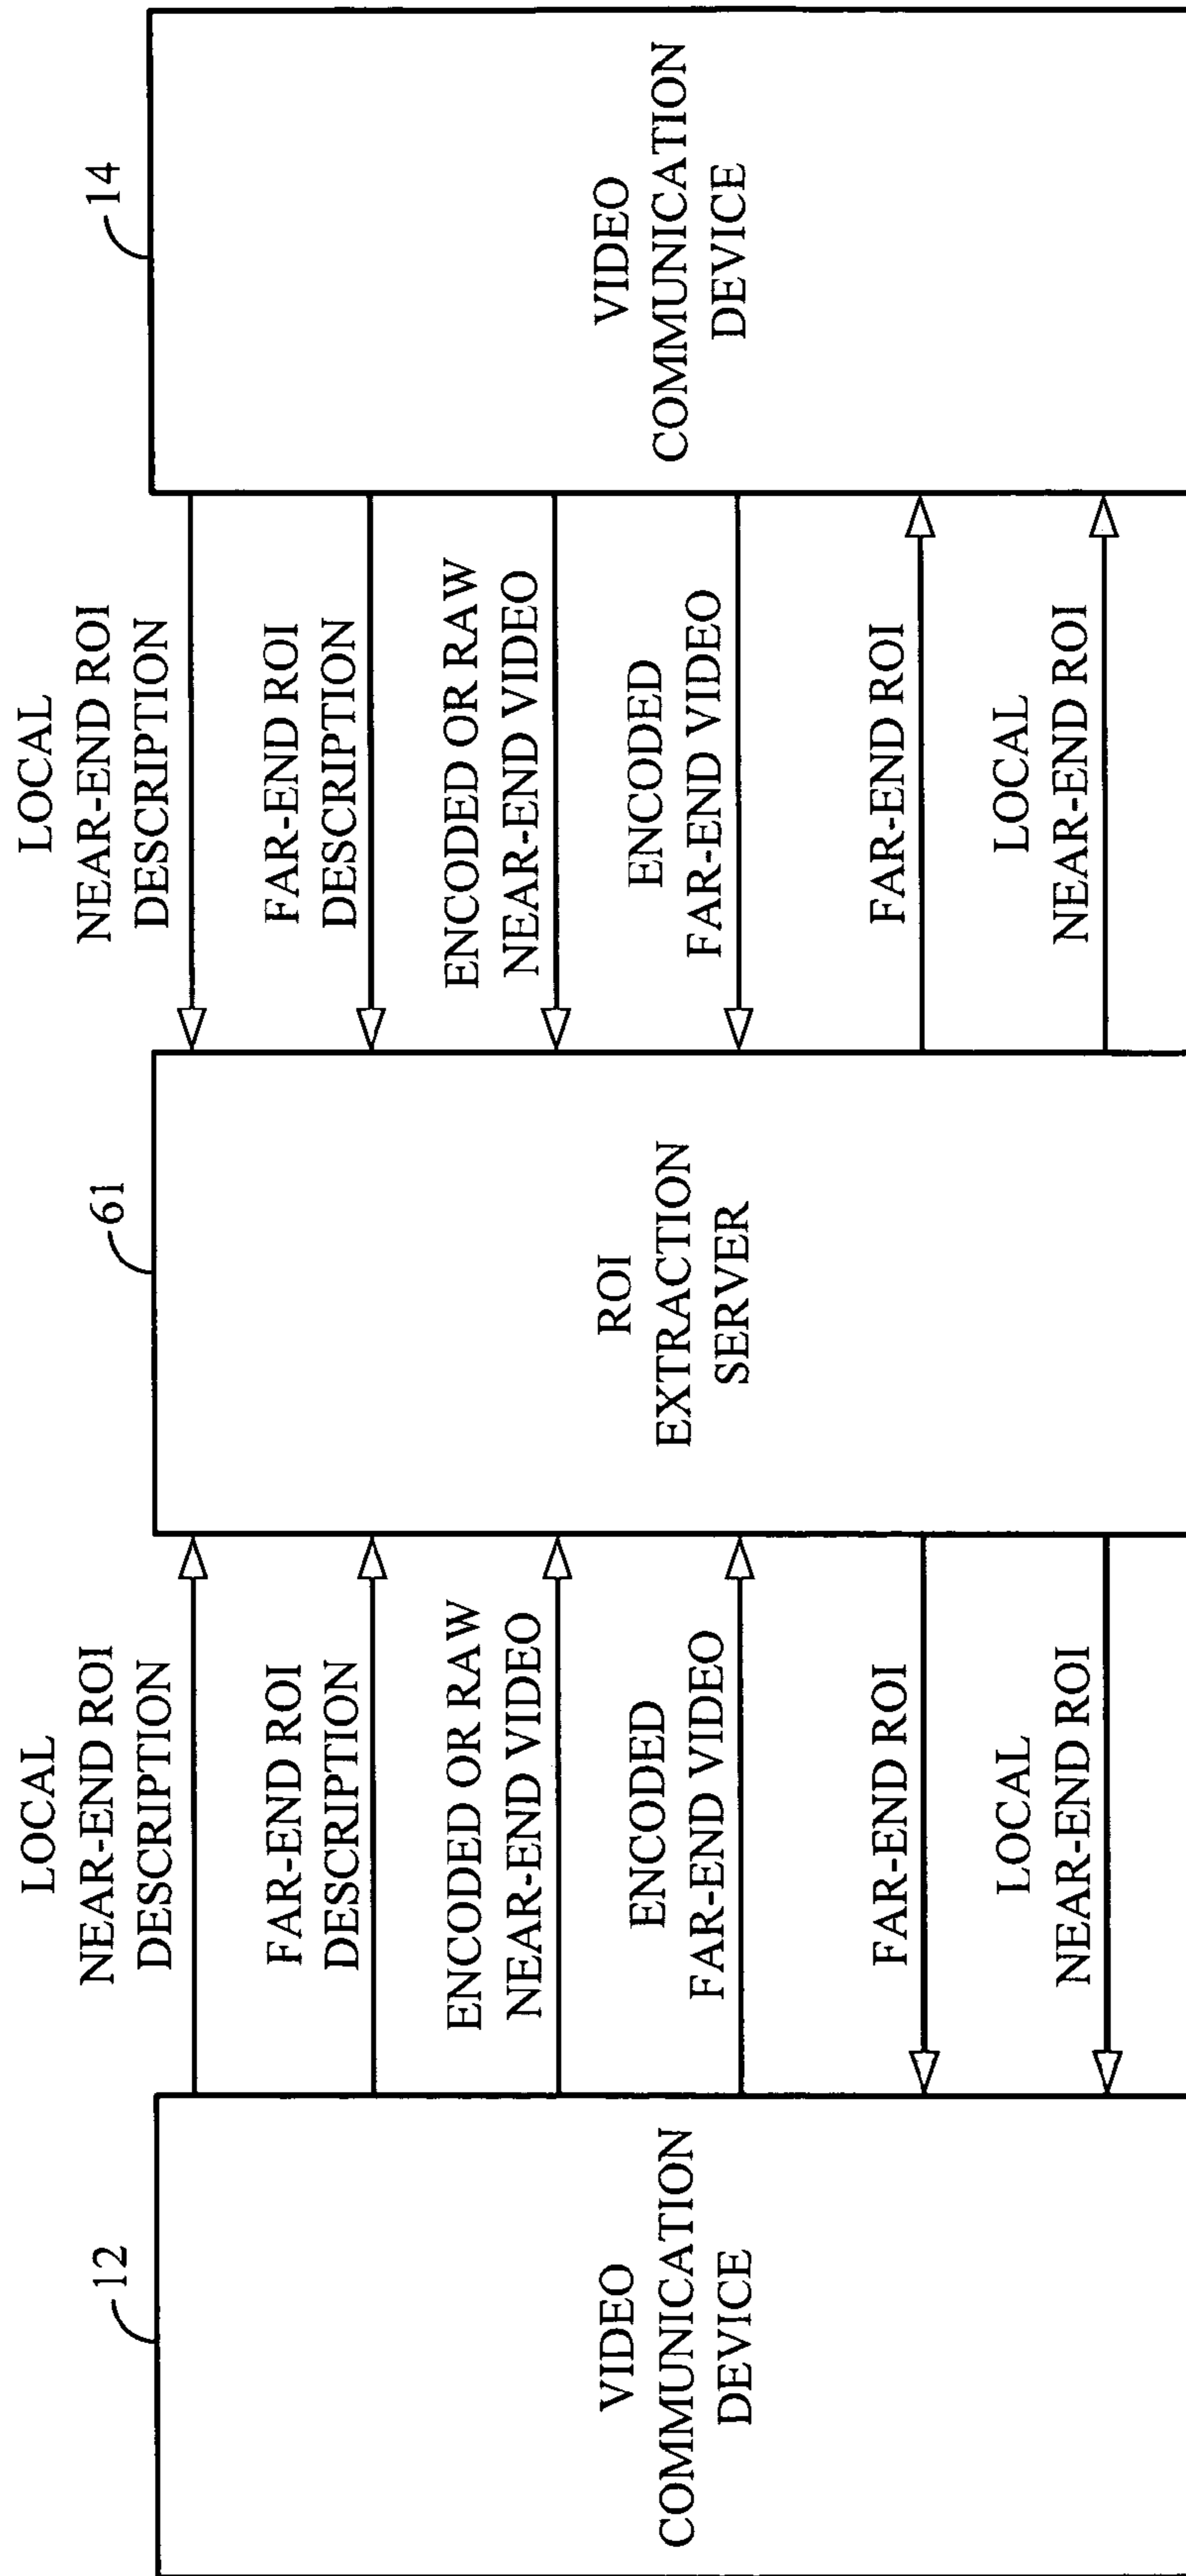 12
VIDEO
COMMUNICATION
DEVICE
LOCAL
NEAR-END ROI
DESCRIPTION
FAR-END ROI
DESCRIPTION
ENCODED OR RAW
NEAR-END VIDEO
ENCODED
FAR-END VIDEO
FAR-END ROI
LOCAL
NEAR-END ROI
61
ROI
EXTRACTION
SERVER
LOCAL
NEAR-END ROI
DESCRIPTION
FAR-END ROI
DESCRIPTION
ENCODED OR RAW
NEAR-END VIDEO
ENCODED
FAR-END VIDEO
FAR-END ROI
LOCAL
NEAR-END ROI
14
VIDEO
COMMUNICATION
DEVICE